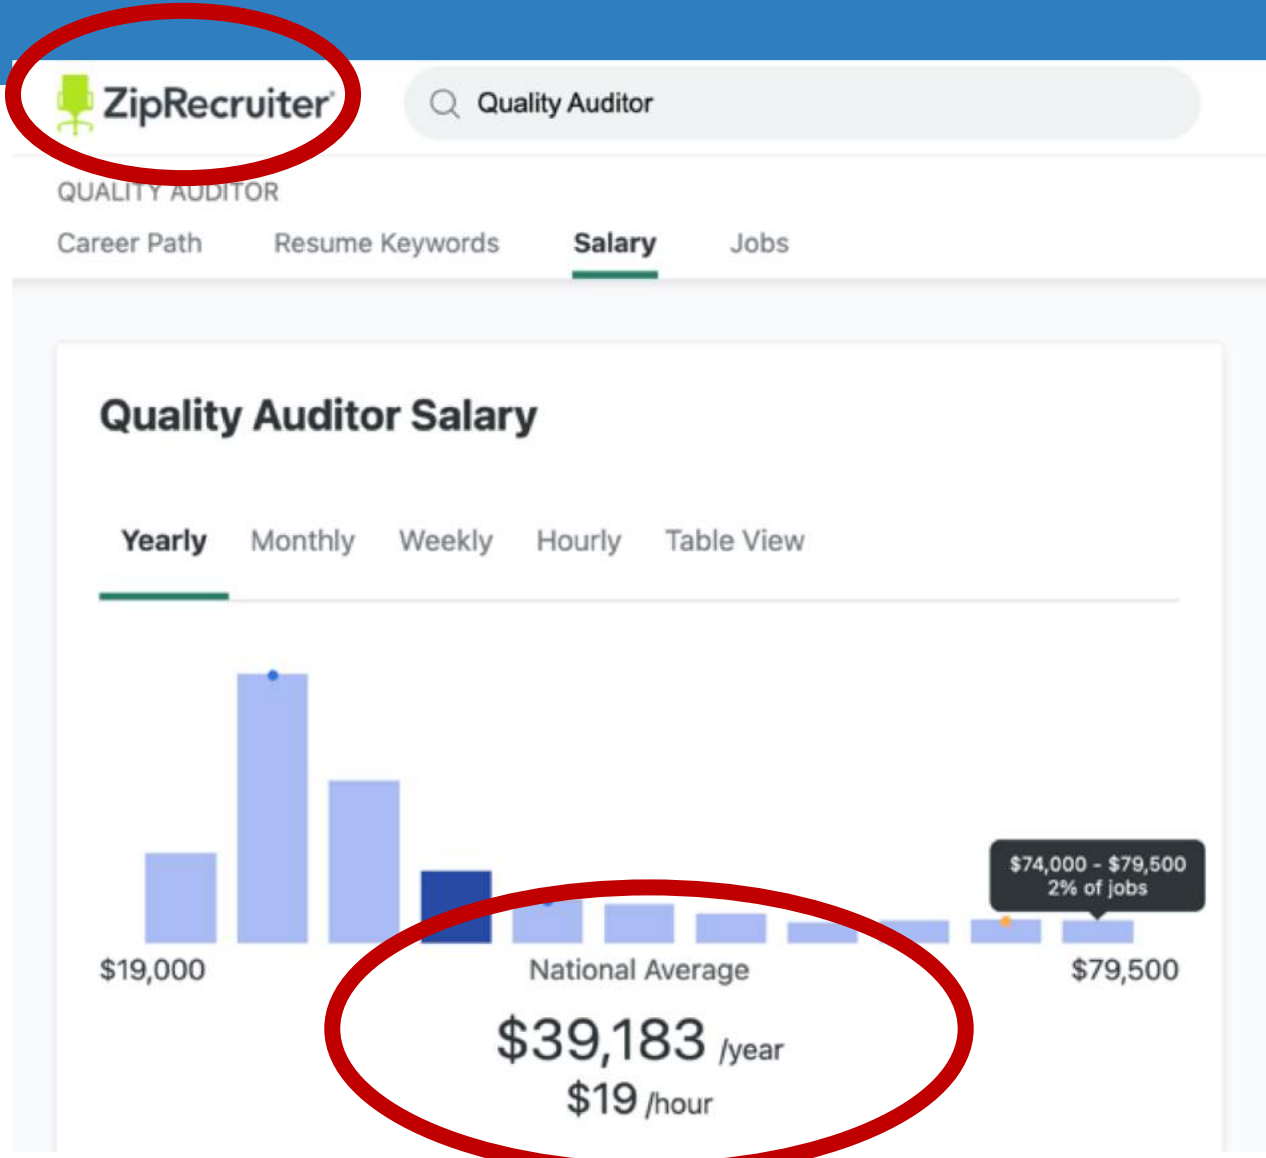 ZipRecruiter
Quality Auditor
QUALITY AUDITOR
Career Path Resume Keywords Salary Jobs
Quality Auditor Salary
Yearly Monthly Weekly Hourly Table View
$74,000 - $79,500
2% of jobs
$19,000 National Average $79,500
$39,183 /year
$19 /hour